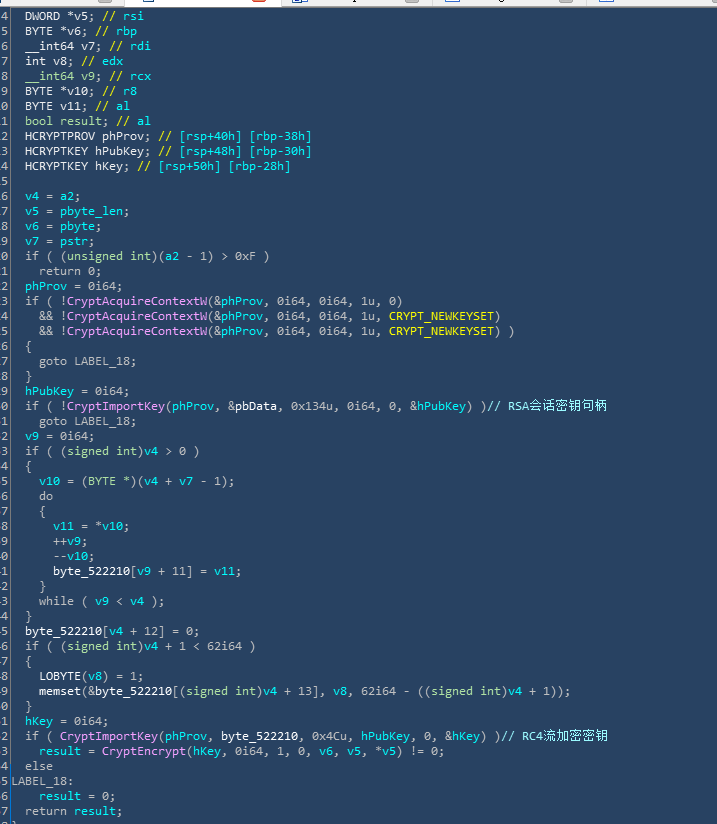 4 DWORD *v5; // rsi
5 BYTE *v6; // rbp
6 __int64 v7; // rdi
7 int v8; // edx
8 __int64 v9; // rcx
9 BYTE *v10; // r8
0 BYTE v11; // al
1 bool result; // al
2 HCRYPTPROV phProv; // [rsp+40h] [rbp-38h]
3 HCRYPTKEY hPubKey; // [rsp+48h] [rbp-30h]
4 HCRYPTKEY hKey; // [rsp+50h] [rbp-28h]
5
6 v4 = a2;
7 v5 = pbyte_len;
8 v6 = pbyte;
9 v7 = pstr;
0 if ( (unsigned int)(a2 - 1) > 0xF )
1 return 0;
2 phProv = 0i64;
3 if ( !CryptAcquireContextW(&phProv, 0i64, 0i64, 1u, 0)
4 && !CryptAcquireContextW(&phProv, 0i64, 0i64, 1u, CRYPT_NEWKEYSET)
5 && !CryptAcquireContextW(&phProv, 0i64, 0i64, 1u, CRYPT_NEWKEYSET) )
6 {
7 goto LABEL_18;
8 }
9 hPubKey = 0i64;
0 if ( !CryptImportKey(phProv, &pbData, 0x134u, 0i64, 0, &hPubKey) )// RSA会话密钥句柄
1 goto LABEL_18;
2 v9 = 0i64;
3 if ( (signed int)v4 > 0 )
4 {
5 v10 = (BYTE *)(v4 + v7 - 1);
6 do
7 {
8 v11 = *v10;
9 ++v9;
0 --v10;
1 byte_522210[v9 + 11] = v11;
2 }
3 while ( v9 < v4 );
4 }
5 byte_522210[v4 + 12] = 0;
6 if ( (signed int)v4 + 1 < 62i64 )
7 {
8 LOBYTE(v8) = 1;
9 memset(&byte_522210[(signed int)v4 + 13], v8, 62i64 - ((signed int)v4 + 1));
0 }
1 hKey = 0i64;
2 if ( CryptImportKey(phProv, byte_522210, 0x4Cu, hPubKey, 0, &hKey) )// RC4流加密密钥
3 result = CryptEncrypt(hKey, 0i64, 1, 0, v6, v5, *v5) != 0;
4 else
5 LABEL_18:
6 result = 0;
7 return result;